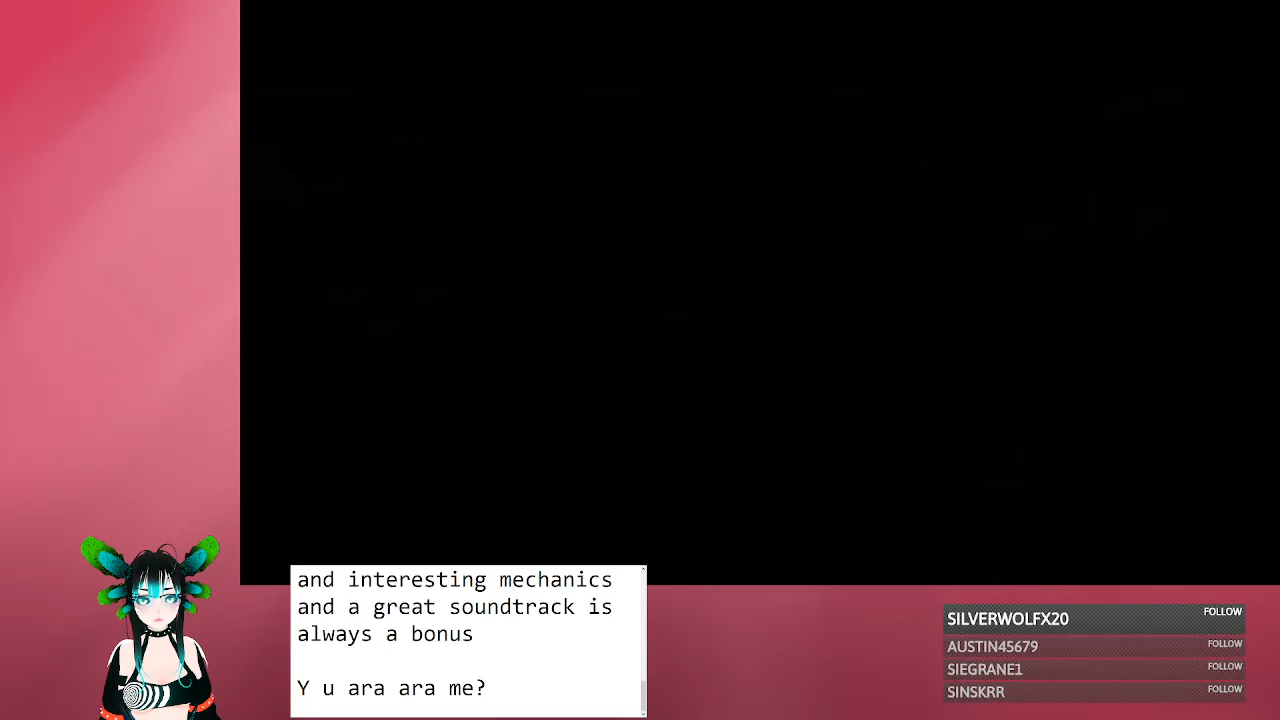 and interesting mechanics
and a great soundtrack is
always a bonus
Y u ara ara me?
SILVERWOLFX20 FOLLOW
AUSTIN45679 FOLLOW
SIEGRANE1 FOLLOW
SINSKRR FOLLOW